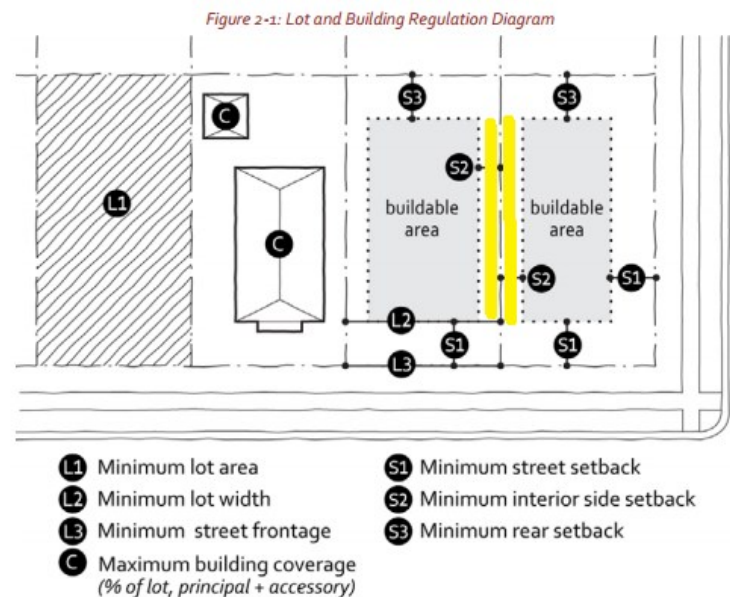 Figure 2-1: Lot and Building Regulation Diagram
S3 S3
C
S2
L1
buildable area
buildable area
C
S2 S1
L2
S1 S1
L3
L1 Minimum lot area
L2 Minimum lot width
L3 Minimum street frontage
C Maximum building coverage
(% of lot, principal + accessory)
S1 Minimum street setback
S2 Minimum interior side setback
S3 Minimum rear setback